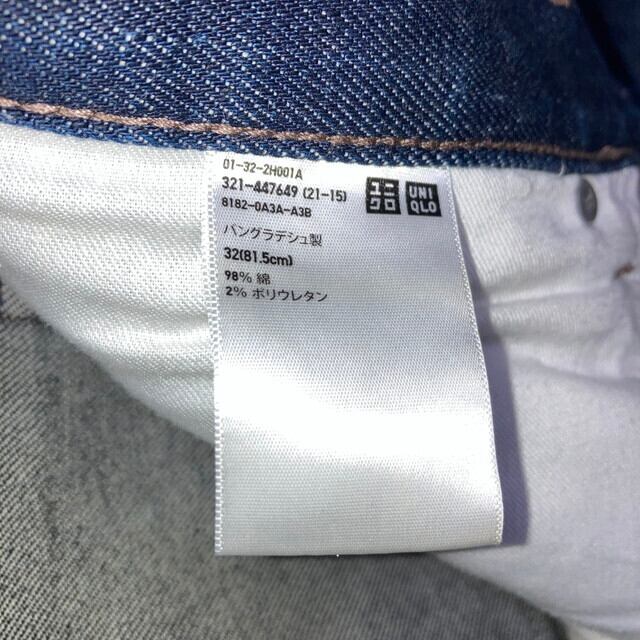 01-32-2H001A
321-447649 (21-15)
8182-0A3A-A3B
ユニ
クロ
UNI
QLO
バングラデシュ製
32(81.5cm)
98% 綿
2% ポリウレタン